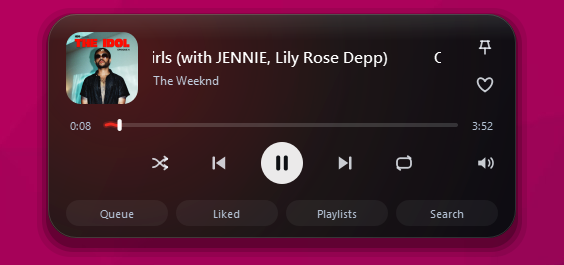 THE IDOL
irls (with JENNIE, Lily Rose Depp) O
The Weeknd
0:08 3:52
Queue Liked Playlists Search